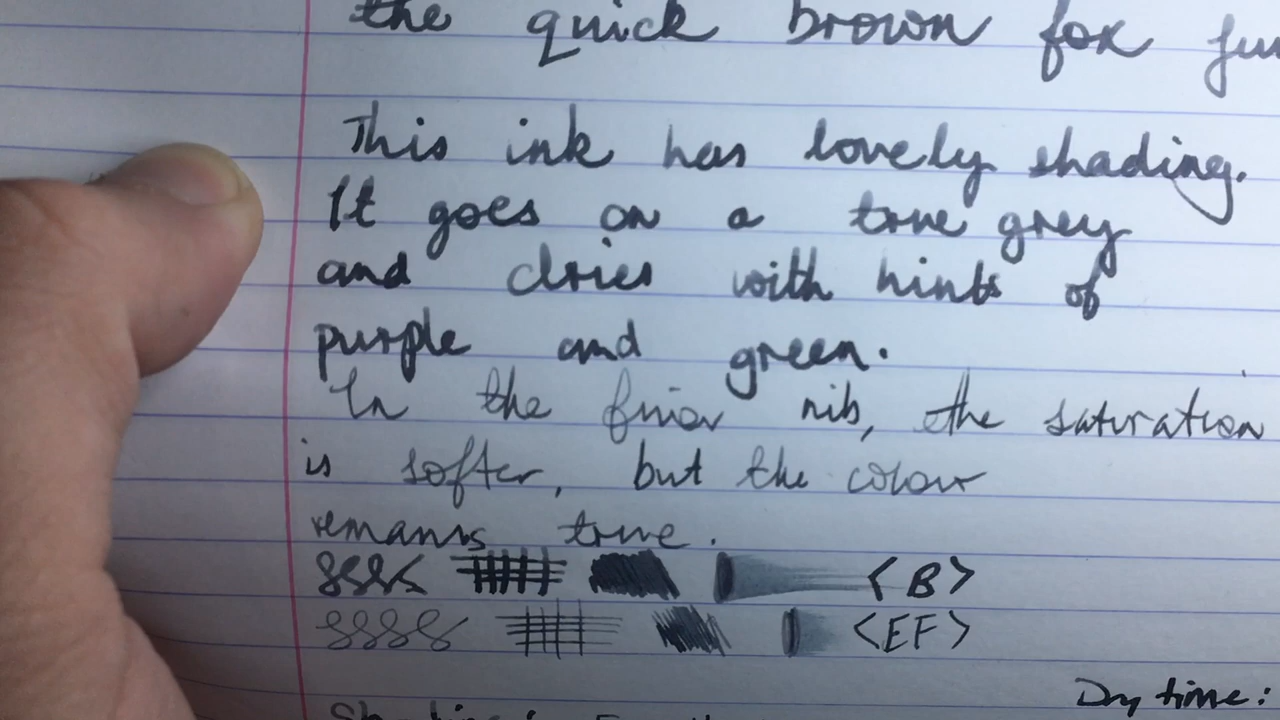 the quick brown fox
This ink has lovely shading.
It goes on a true grey
and dries with hints of
purple and green.
In the finer nib, the saturation
is softer, but the colour
remains true.
<B>
<EF>
Dry time: